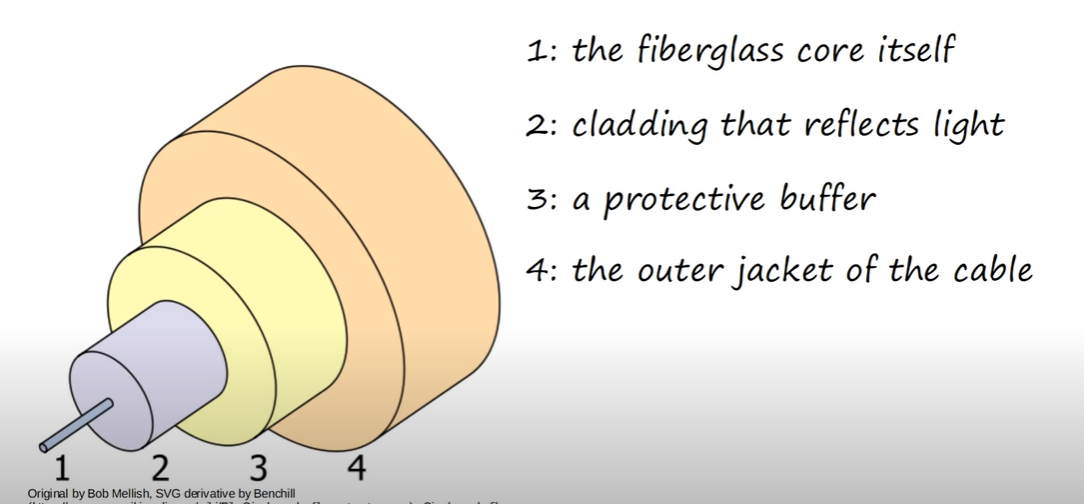 1: the fiberglass core itself
2: cladding that reflects light
3: a protective buffer
4: the outer jacket of the cable
1 2 3 4
Original by Bob Mellish, SVG derivative by Benchill